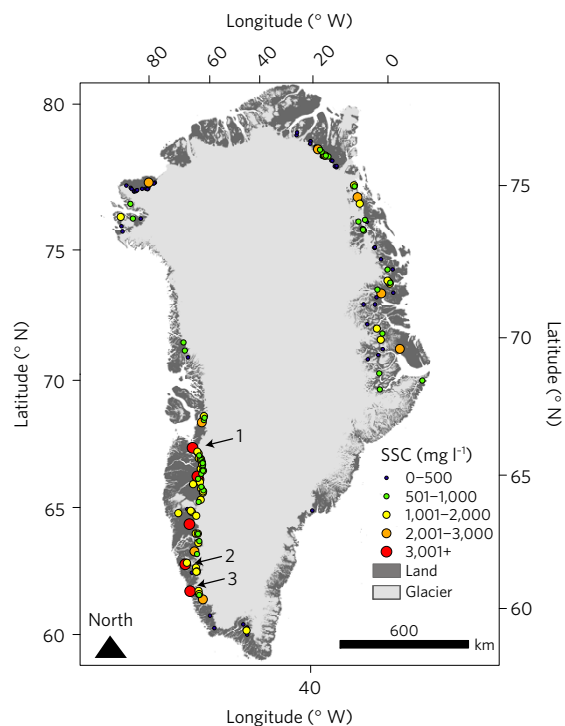 Longitude (° W)
80 60 40 20 0
80
75
70
65
60
Latitude (° N)
75
70
65
60
Latitude (° N)
1
2
3
SSC (mg l⁻¹)
0–500
501–1,000
1,001–2,000
2,001–3,000
3,001+
Land
Glacier
North
600
km
40
Longitude (° W)